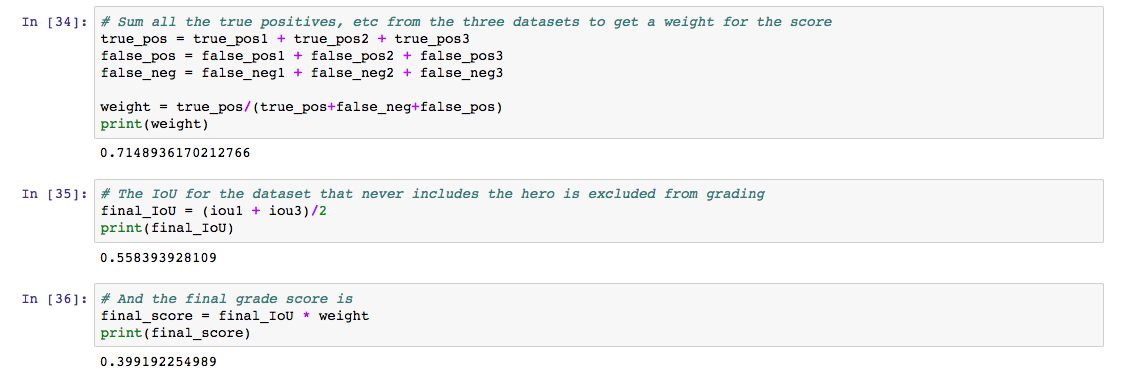 In [34]: # Sum all the true positives, etc from the three datasets to get a weight for the score
true_pos = true_pos1 + true_pos2 + true_pos3
false_pos = false_pos1 + false_pos2 + false_pos3
false_neg = false_neg1 + false_neg2 + false_neg3
weight = true_pos/(true_pos+false_neg+false_pos)
print(weight)
0.7148936170212766
In [35]: # The IoU for the dataset that never includes the hero is excluded from grading
final_IoU = (iou1 + iou3)/2
print(final_IoU)
0.558393928109
In [36]: # And the final grade score is
final_score = final_IoU * weight
print(final_score)
0.399192254989